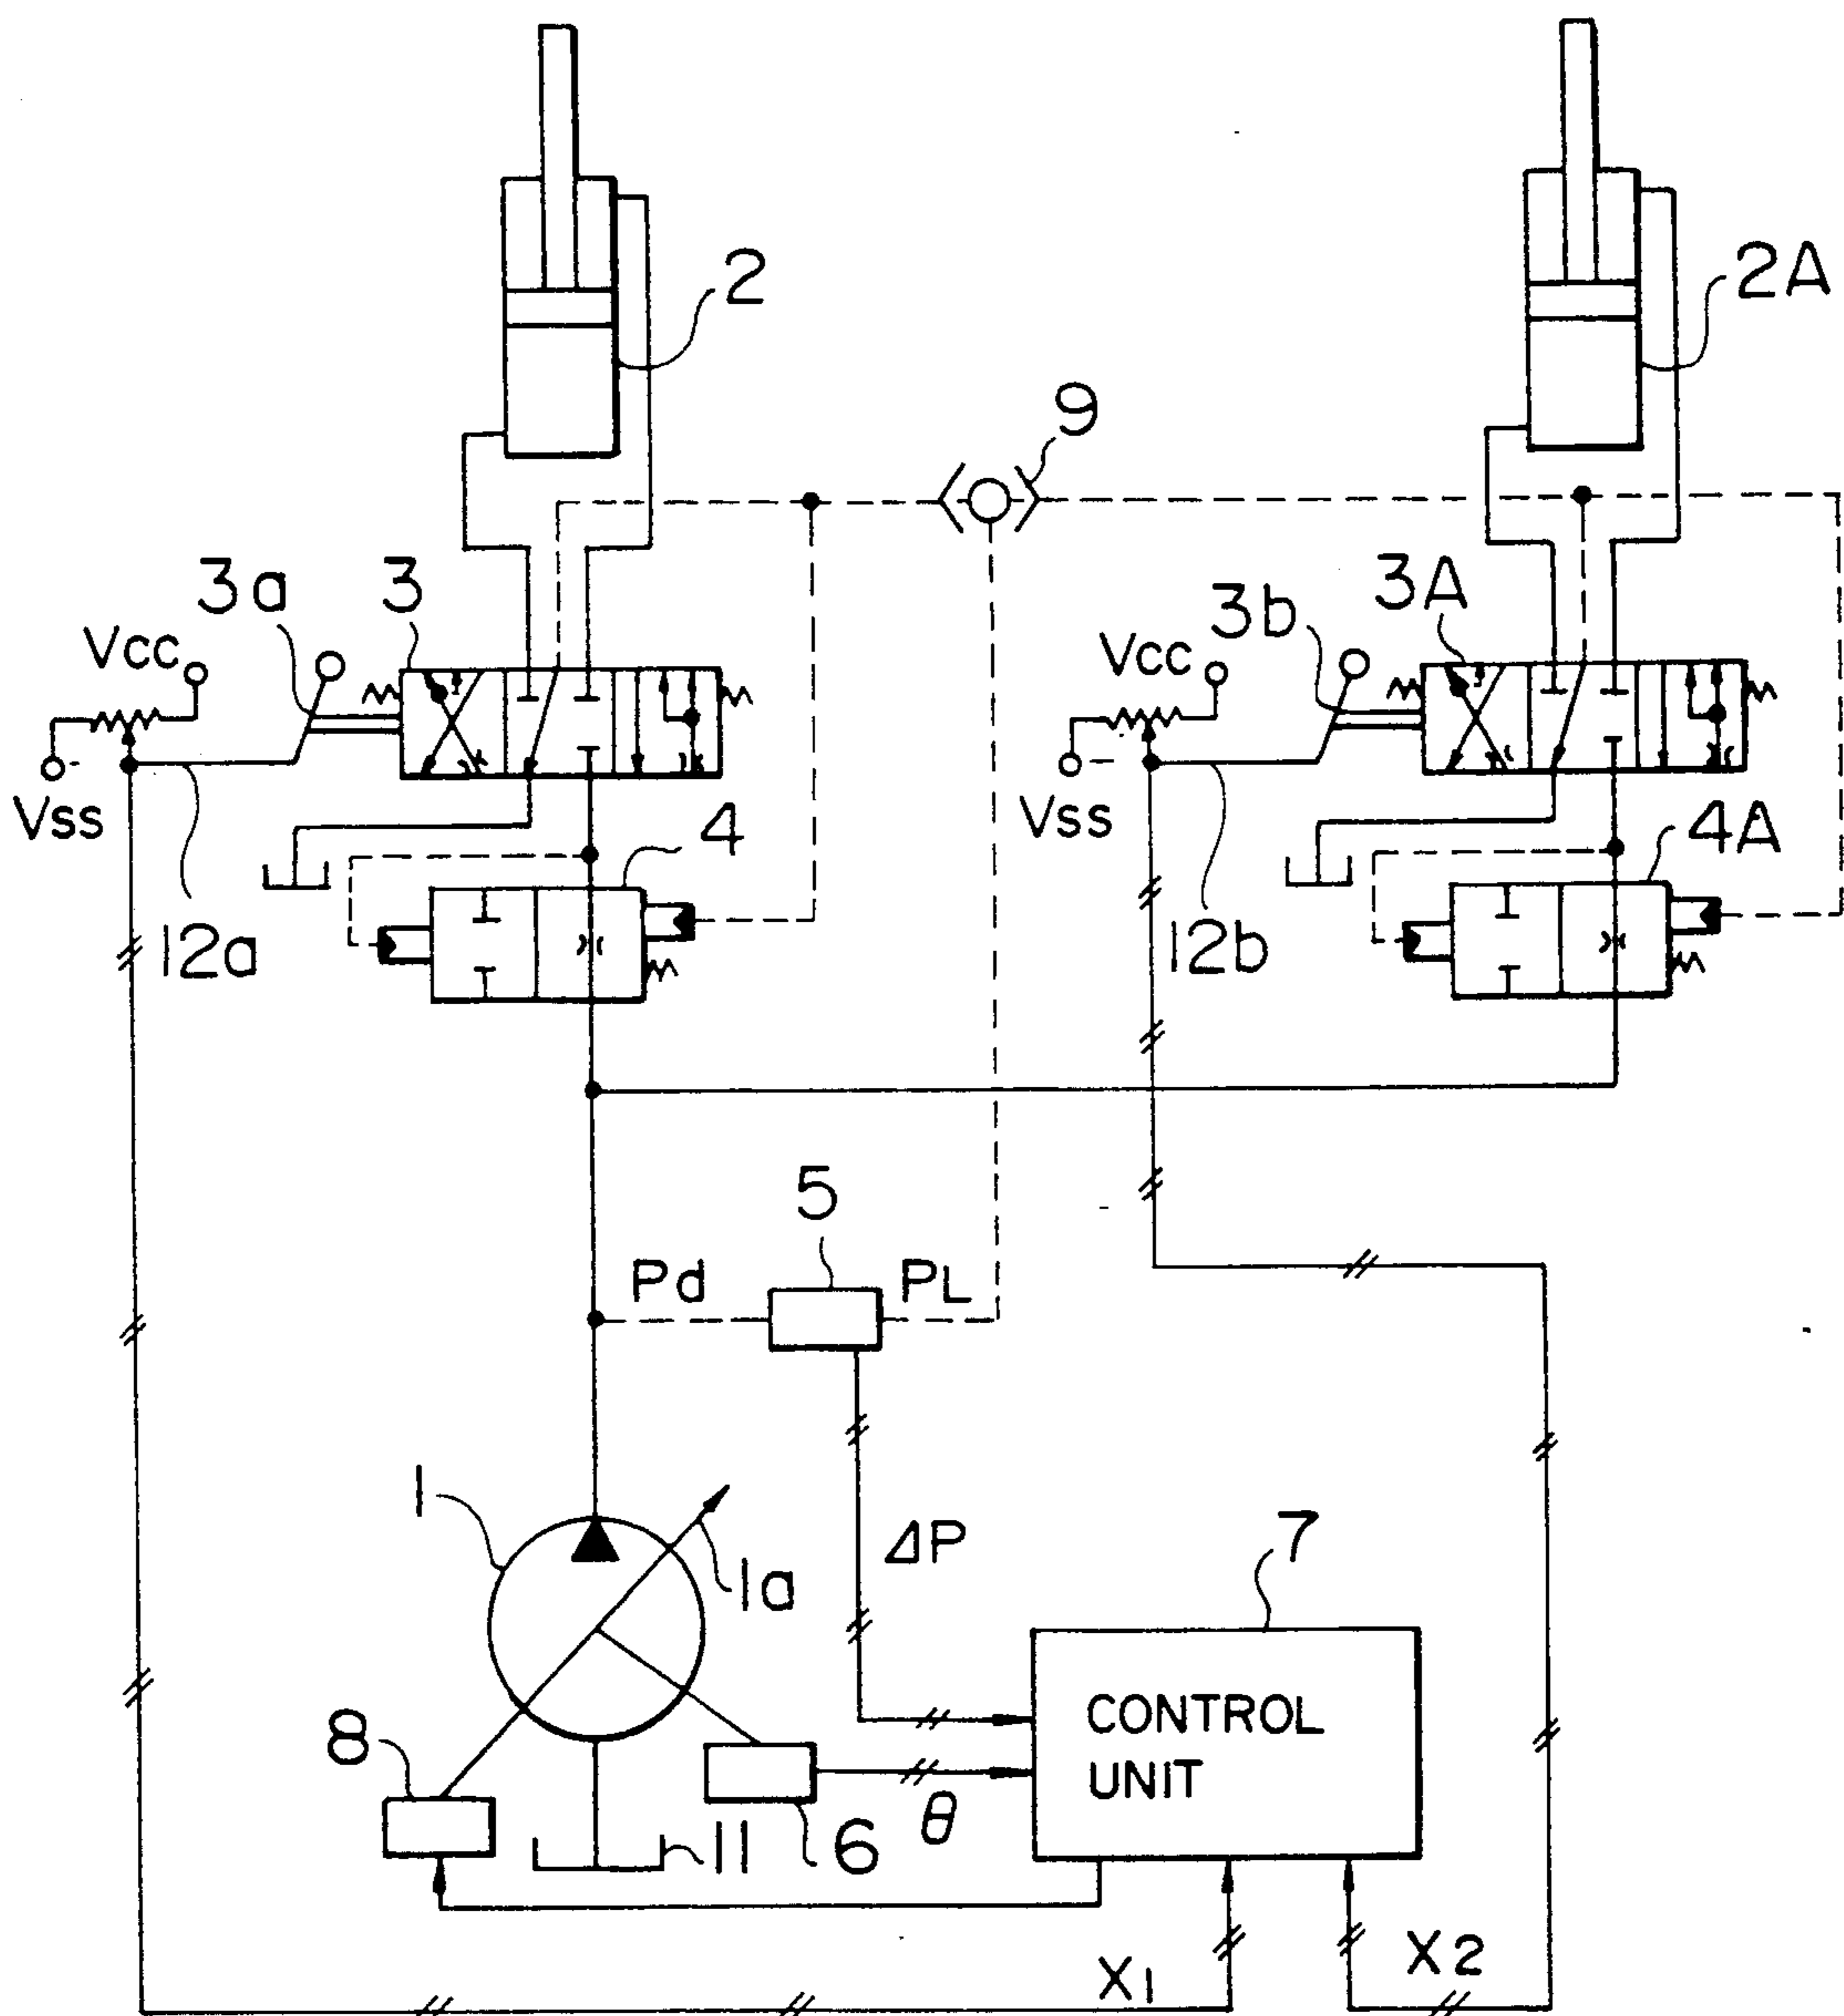 2
2A
9
3a
3
3b
3A
Vcc
Vcc
Vss
Vss
4
4A
12a
12b
5
Pd
PL
1
1a
ΔP
7
CONTROL
UNIT
8
θ
11
6
X1
X2